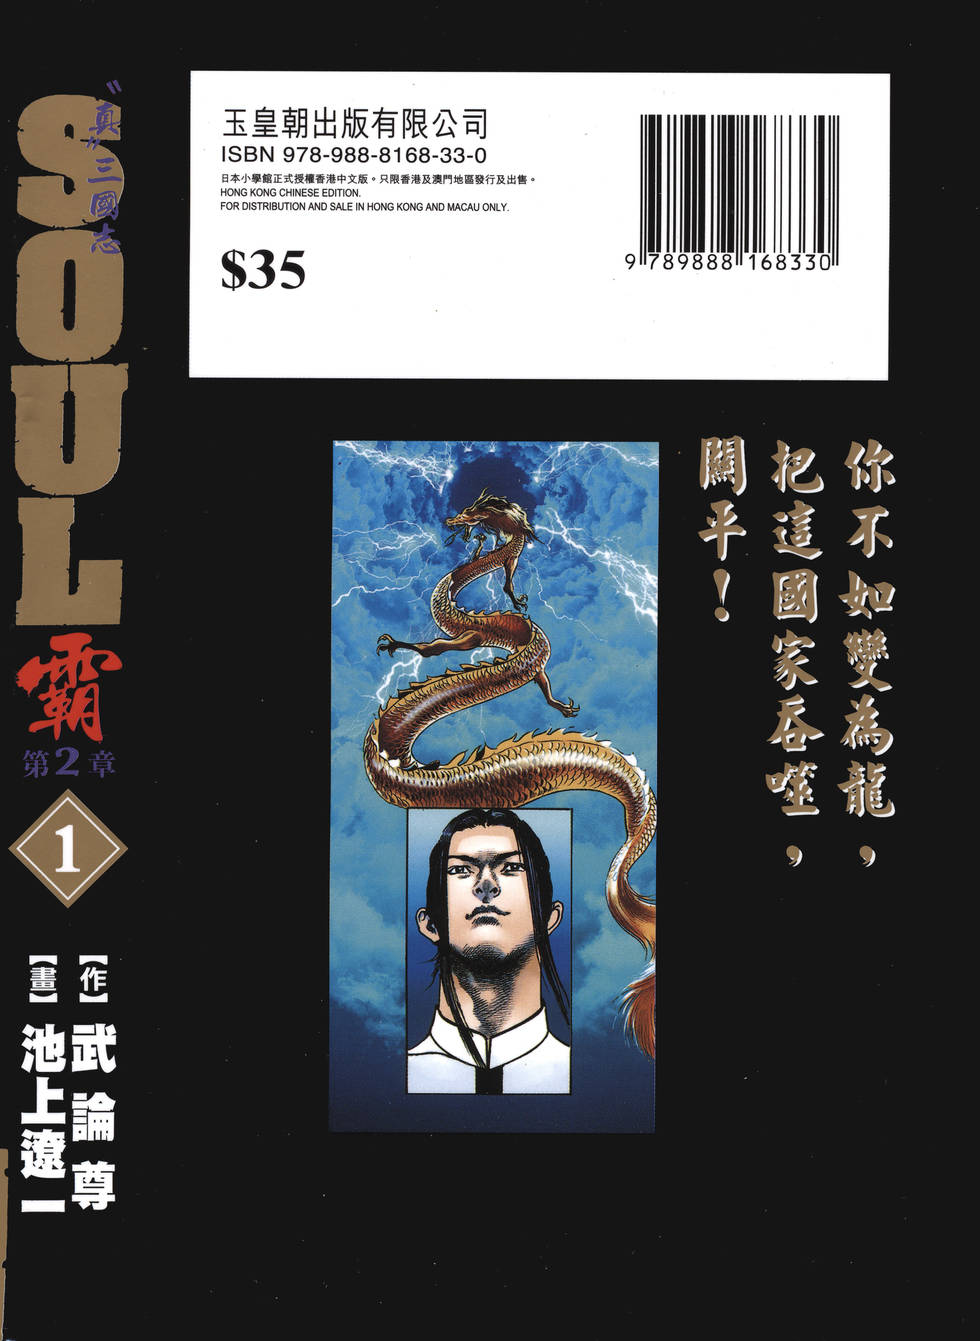 玉皇朝出版有限公司
ISBN 978-988-8168-33-0
日本小學館正式授權香港中文版。只限香港及澳門地區發行及出售。
HONG KONG CHINESE EDITION.
FOR DISTRIBUTION AND SALE IN HONG KONG AND MACAU ONLY.
$35
9 789888 168330
你不如變為龍，
把這國家吞噬，
關平！
SOUL
"真"三國志
霸
第2章
1
【作】武論尊
【畫】池上遼一